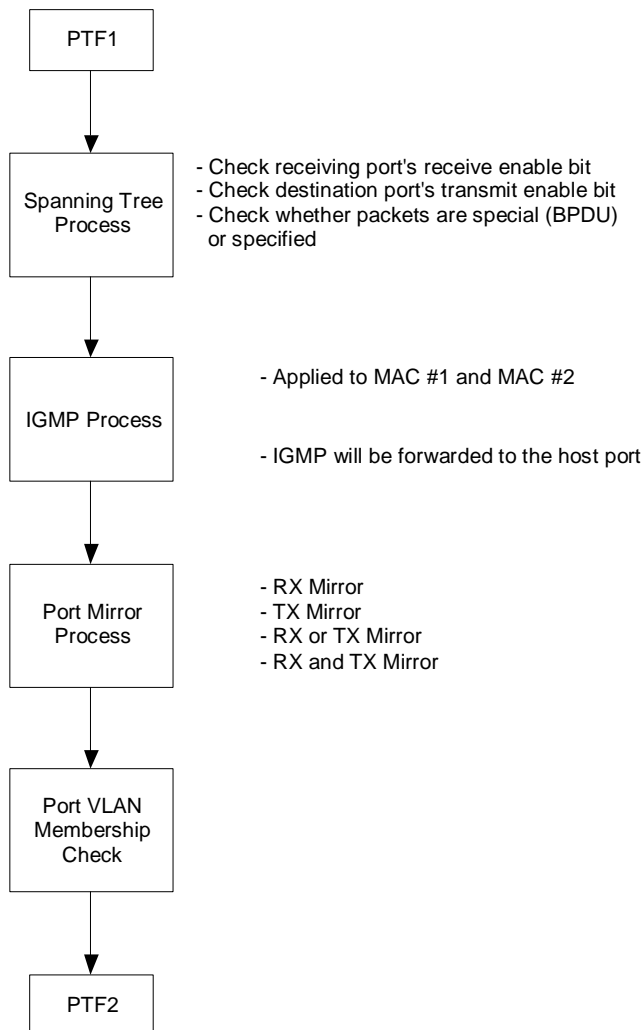 PTF1
Spanning Tree
Process
- Check receiving port's receive enable bit
- Check destination port's transmit enable bit
- Check whether packets are special (BPDU)
or specified
IGMP Process
- Applied to MAC #1 and MAC #2
- IGMP will be forwarded to the host port
Port Mirror
Process
- RX Mirror
- TX Mirror
- RX or TX Mirror
- RX and TX Mirror
Port VLAN
Membership
Check
PTF2